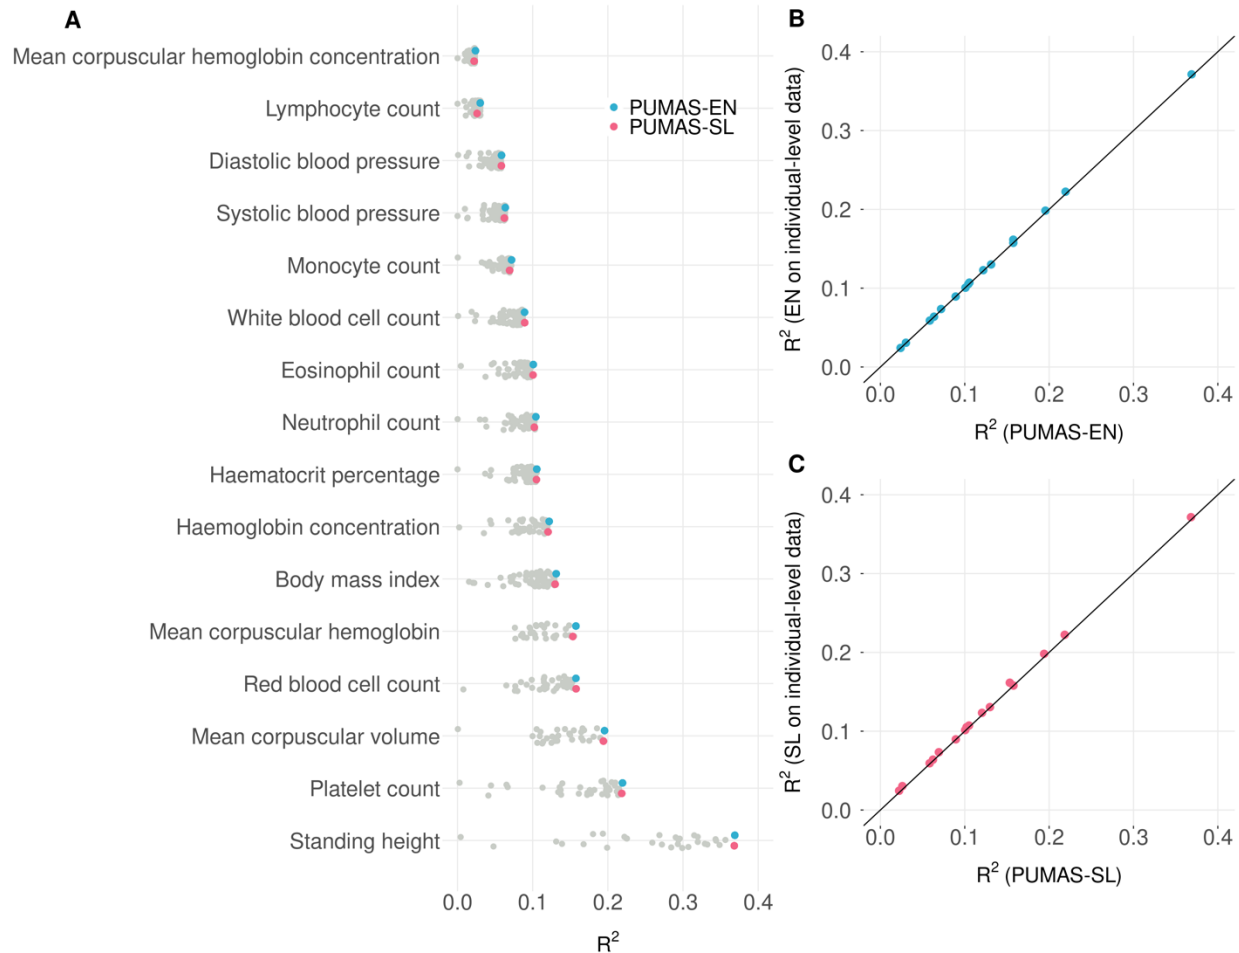 A
Mean corpuscular hemoglobin concentration
Lymphocyte count
Diastolic blood pressure
Systolic blood pressure
Monocyte count
White blood cell count
Eosinophil count
Neutrophil count
Haematocrit percentage
Haemoglobin concentration
Body mass index
Mean corpuscular hemoglobin
Red blood cell count
Mean corpuscular volume
Platelet count
Standing height
PUMAS-EN
PUMAS-SL
0.0 0.1 0.2 0.3 0.4
R²
B
R² (EN on individual-level data)
0.4
0.3
0.2
0.1
0.0
0.0 0.1 0.2 0.3 0.4
R² (PUMAS-EN)
C
R² (SL on individual-level data)
0.4
0.3
0.2
0.1
0.0
0.0 0.1 0.2 0.3 0.4
R² (PUMAS-SL)